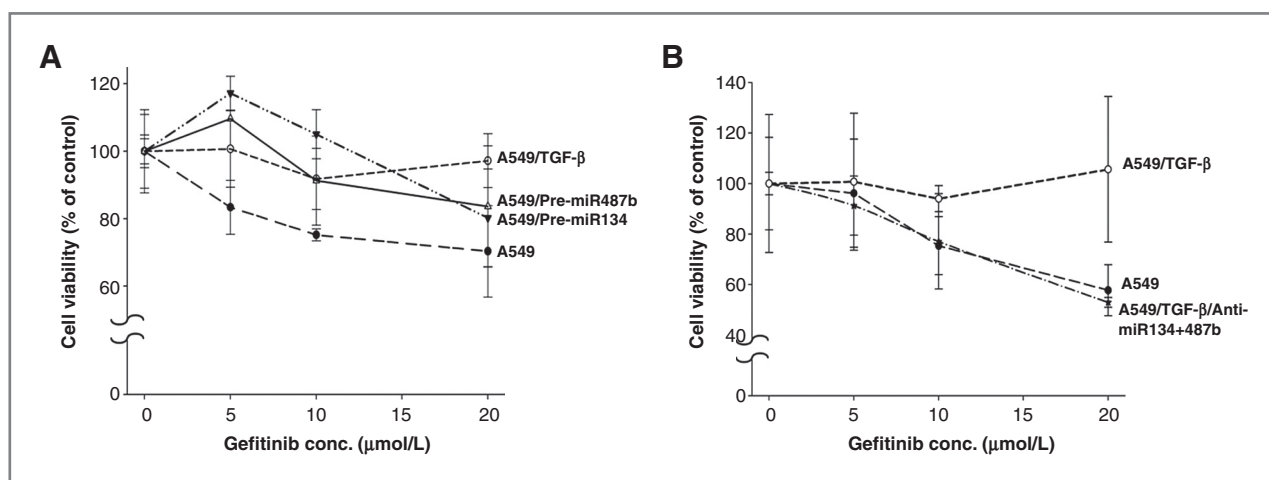 A
Cell viability (% of control)
120
100
80
60
0
0 5 10 15 20
Gefitinib conc. (μmol/L)
A549/TGF-β
A549/Pre-miR487b
A549/Pre-miR134
A549
B
Cell viability (% of control)
140
120
100
80
60
40
0
0 5 10 15 20
Gefitinib conc. (μmol/L)
A549/TGF-β
A549
A549/TGF-β/Anti-
miR134+487b